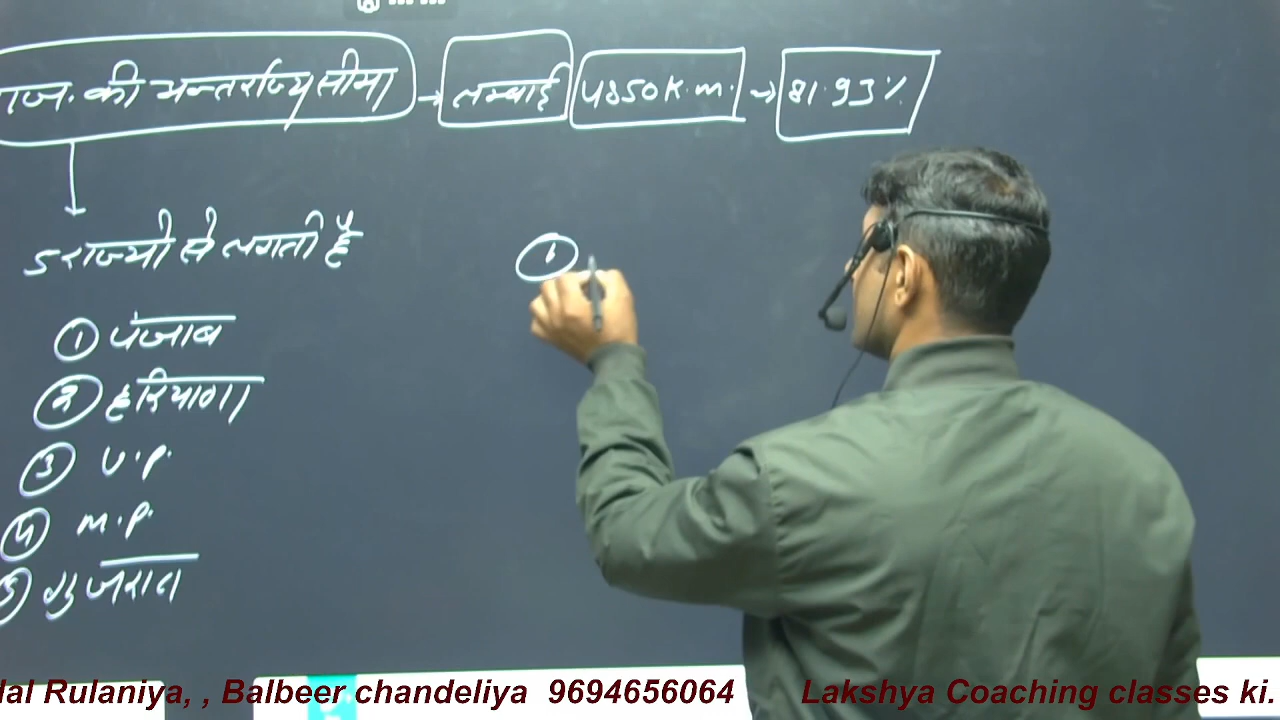 राज. की अन्तर्राज्य सीमा → लम्बाई 4850 K.m. → 81.93%
5 राज्यो से लगती है
① पंजाब
② हरियाणा
③ U.P.
④ M.P.
⑤ गुजरात
①
lal Rulaniya, , Balbeer chandeliya 9694656064 Lakshya Coaching classes ki.